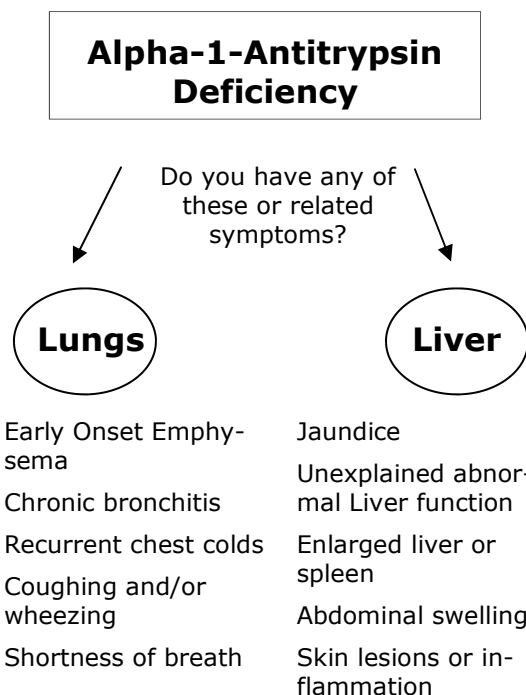 Alpha-1-Antitrypsin
Deficiency
Do you have any of
these or related
symptoms?
Lungs
Early Onset Emphy-
sema
Chronic bronchitis
Recurrent chest colds
Coughing and/or
wheezing
Shortness of breath
Liver
Jaundice
Unexplained abnor-
mal Liver function
Enlarged liver or
spleen
Abdominal swelling
Skin lesions or in-
flammation